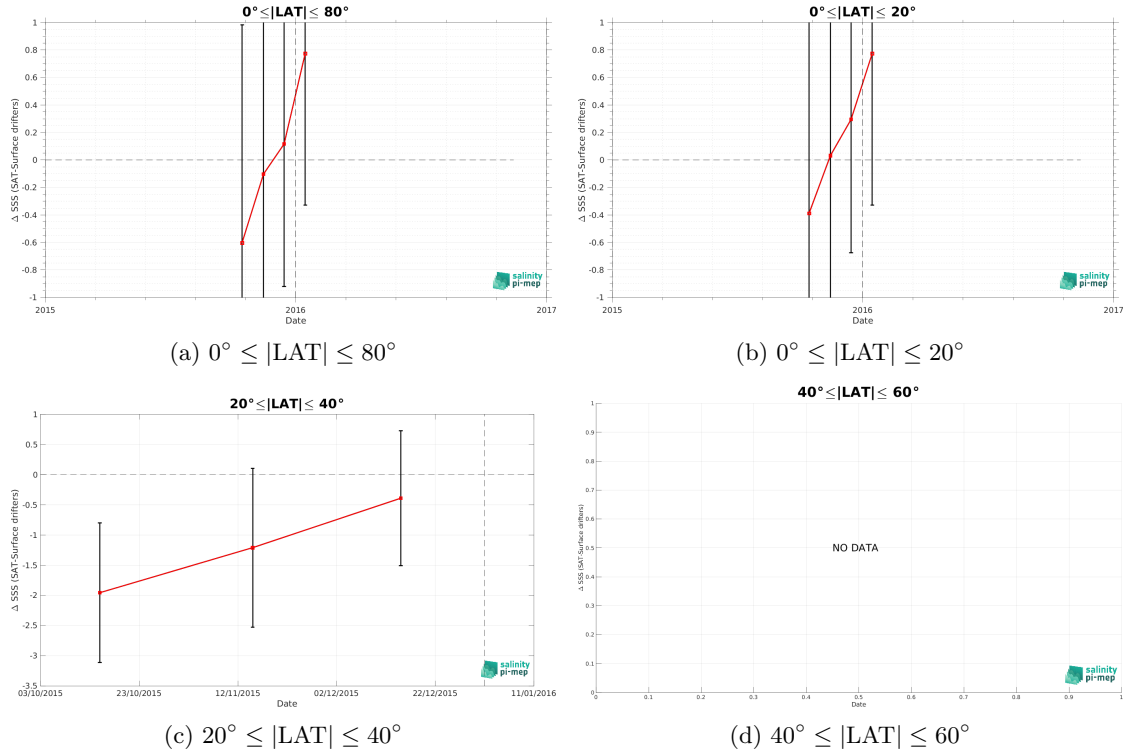 0°≤|LAT|≤ 80°
1
0.8
0.6
0.4
0.2
0
-0.2
-0.4
-0.6
-0.8
-1
Δ SSS (SAT-Surface drifters)
2015
2016
2017
Date
salinity
pi-mep
(a) 0° ≤ |LAT| ≤ 80°
0°≤|LAT|≤ 20°
1
0.8
0.6
0.4
0.2
0
-0.2
-0.4
-0.6
-0.8
-1
Δ SSS (SAT-Surface drifters)
2015
2016
2017
Date
salinity
pi-mep
(b) 0° ≤ |LAT| ≤ 20°
20°≤|LAT|≤ 40°
1
0.5
0
-0.5
-1
-1.5
-2
-2.5
-3
-3.5
Δ SSS (SAT-Surface drifters)
03/10/2015
23/10/2015
12/11/2015
02/12/2015
22/12/2015
11/01/2016
Date
salinity
pi-mep
(c) 20° ≤ |LAT| ≤ 40°
40°≤|LAT|≤ 60°
1
0.9
0.8
0.7
0.6
0.5
0.4
0.3
0.2
0.1
0
Δ SSS (SAT-Surface drifters)
NO DATA
0
0.1
0.2
0.3
0.4
0.5
0.6
0.7
0.8
0.9
1
Date
salinity
pi-mep
(d) 40° ≤ |LAT| ≤ 60°